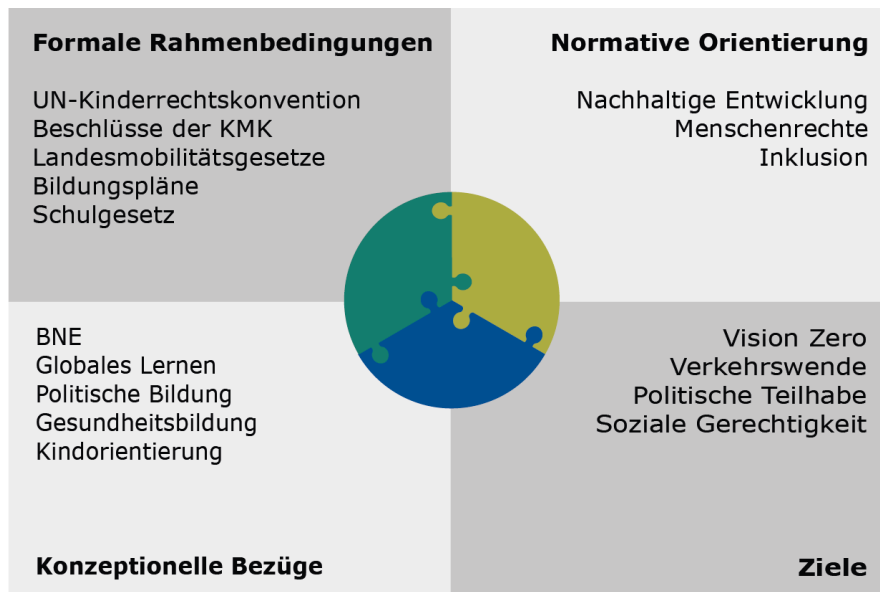 Formale Rahmenbedingungen
UN-Kinderrechtskonvention
Beschlüsse der KMK
Landesmobilitätsgesetze
Bildungspläne
Schulgesetz
Normative Orientierung
Nachhaltige Entwicklung
Menschenrechte
Inklusion
BNE
Globales Lernen
Politische Bildung
Gesundheitsbildung
Kindorientierung
Konzeptionelle Bezüge
Vision Zero
Verkehrswende
Politische Teilhabe
Soziale Gerechtigkeit
Ziele